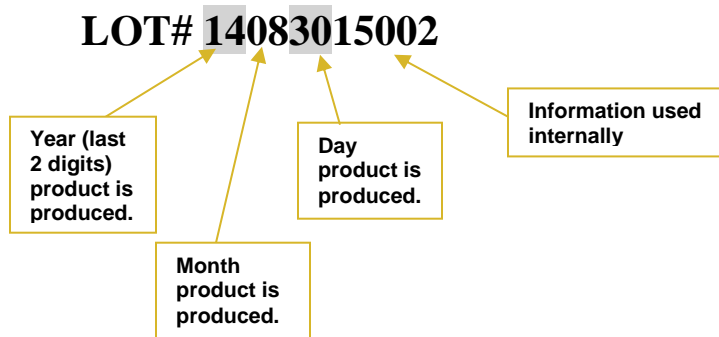 LOT# 14083015002
Year (last
2 digits)
product is
produced.
Month
product is
produced.
Day
product is
produced.
Information used
internally